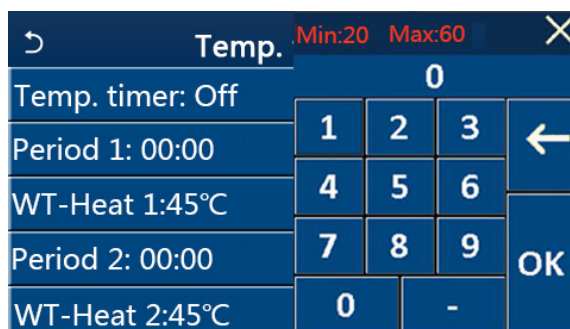 Temp.
Temp. timer: Off
Period 1: 00:00
WT-Heat 1:45℃
Period 2: 00:00
WT-Heat 2:45℃
Min:20 Max:60
0
1 2 3
4 5 6
7 8 9
OK
0 -